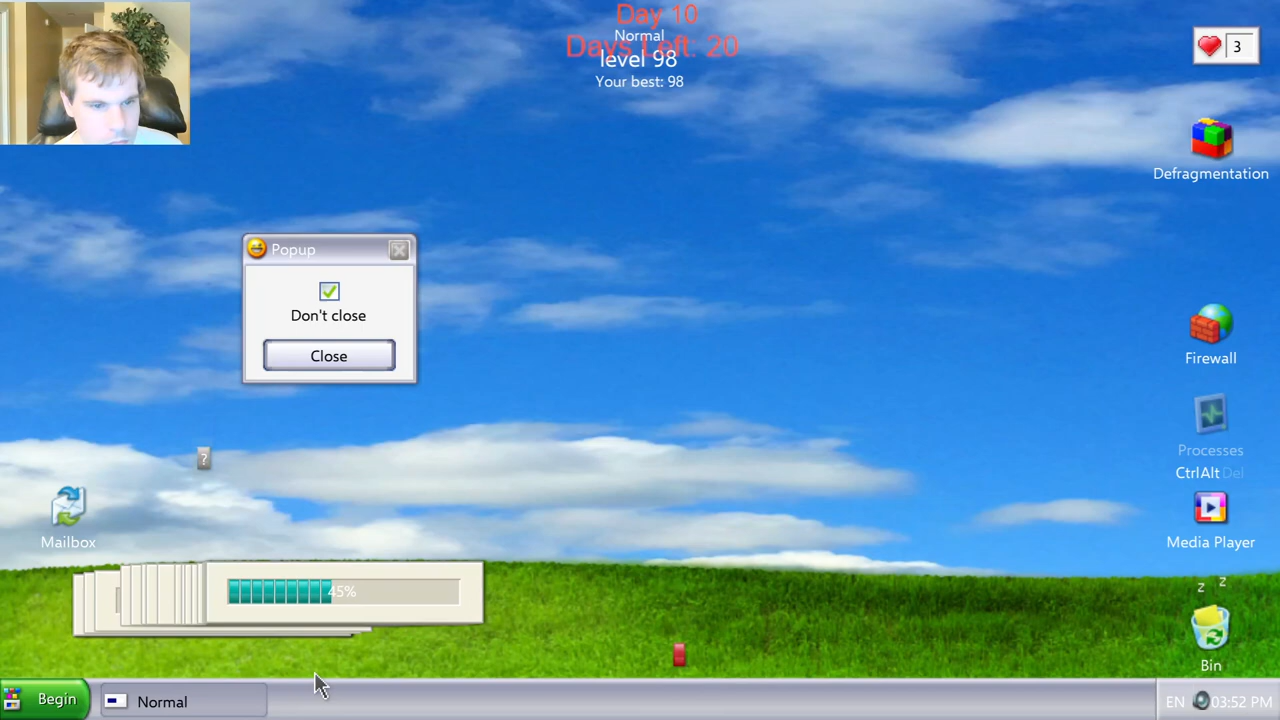 Day 10
Normal
Days Left: 20
level 98
Your best: 98
3
Defragmentation
Popup
Don't close
Close
Firewall
Processes
CtrlAltDel
?
Mailbox
Media Player
z z
45%
Bin
Begin
Normal
EN
03:52 PM